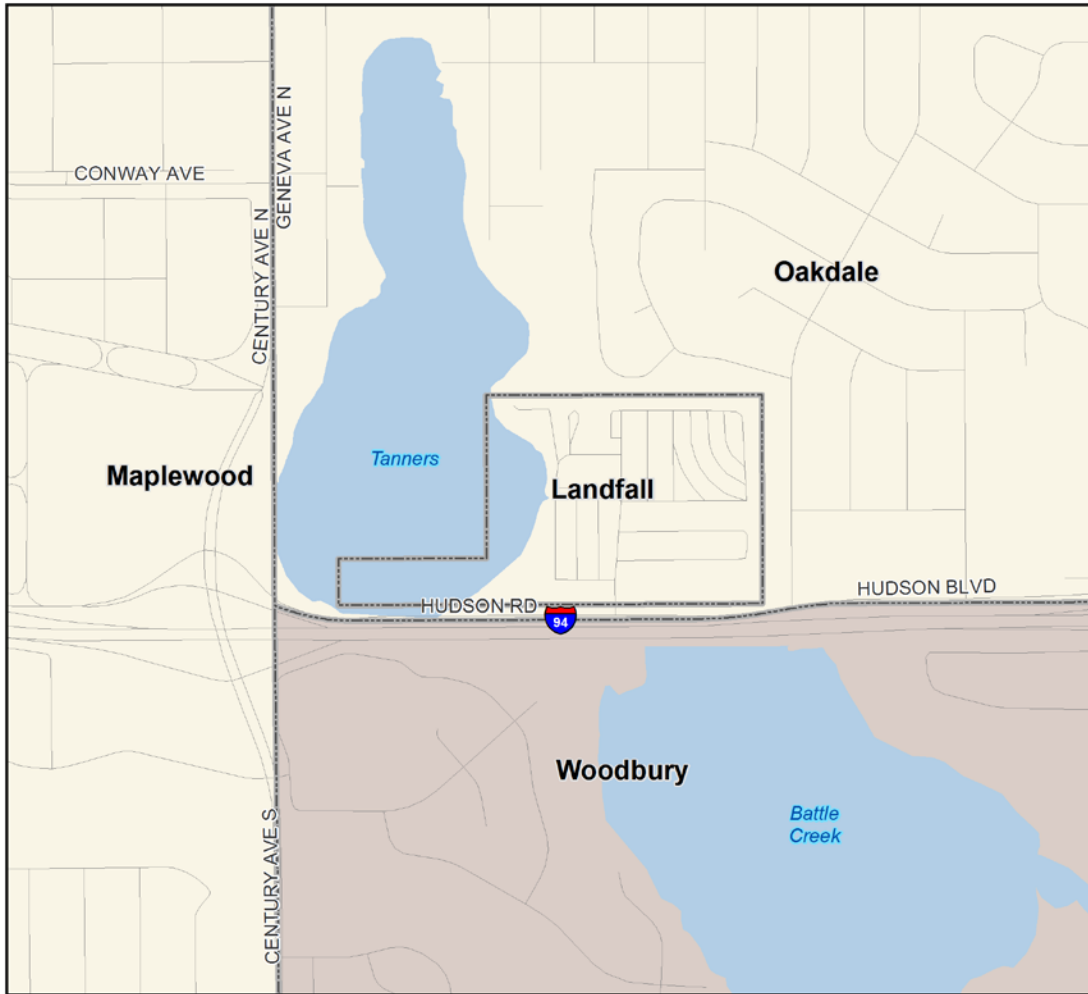 GENEVA AVE N
CONWAY AVE
CENTURY AVE N
Oakdale
Tanners
Maplewood
Landfall
HUDSON BLVD
HUDSON RD
94
Woodbury
Battle
Creek
CENTURY AVE S